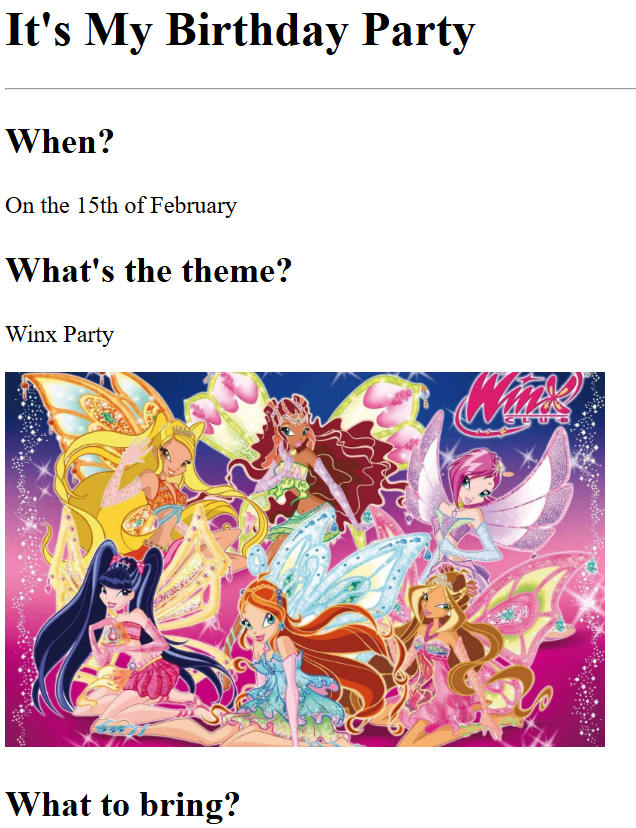 It's My Birthday Party
When?
On the 15th of February
What's the theme?
Winx Party
Winx
CLUB
What to bring?